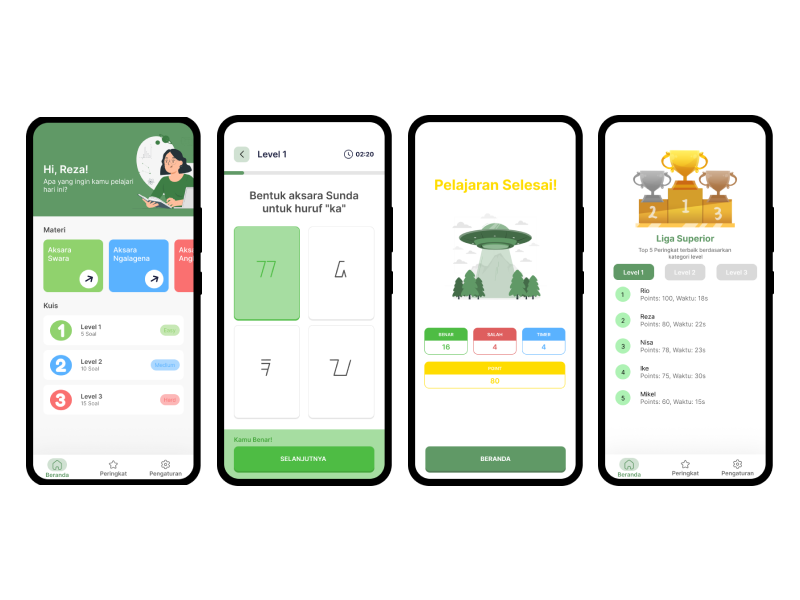 Hi, Reza!
Apa yang ingin kamu pelajari
hari ini?
Materi
Aksara
Swara
Aksara
Ngalagena
Aks
Ang
Kuis
1
Level 1
5 Soal
Easy
2
Level 2
10 Soal
Medium
3
Level 3
15 Soal
Hard
Beranda
Peringkat
Pengaturan
Level 1
02:20
Bentuk aksara Sunda
untuk huruf "ka"
Kamu Benar!
SELANJUTNYA
Pelajaran Selesai!
BENAR
16
SALAH
4
TIMER
4
80
BERANDA
2
1
3
Liga Superior
Top 5 Peringkat terbaik berdasarkan
kategori level
Level 1
Level 2
Level 3
1
Rio
Points: 100, Waktu: 18s
2
Reza
Points: 80, Waktu: 22s
3
Nisa
Points: 78, Waktu: 23s
4
Ike
Points: 75, Waktu: 30s
5
Mikel
Points: 60, Waktu: 15s
Beranda
Peringkat
Pengaturan